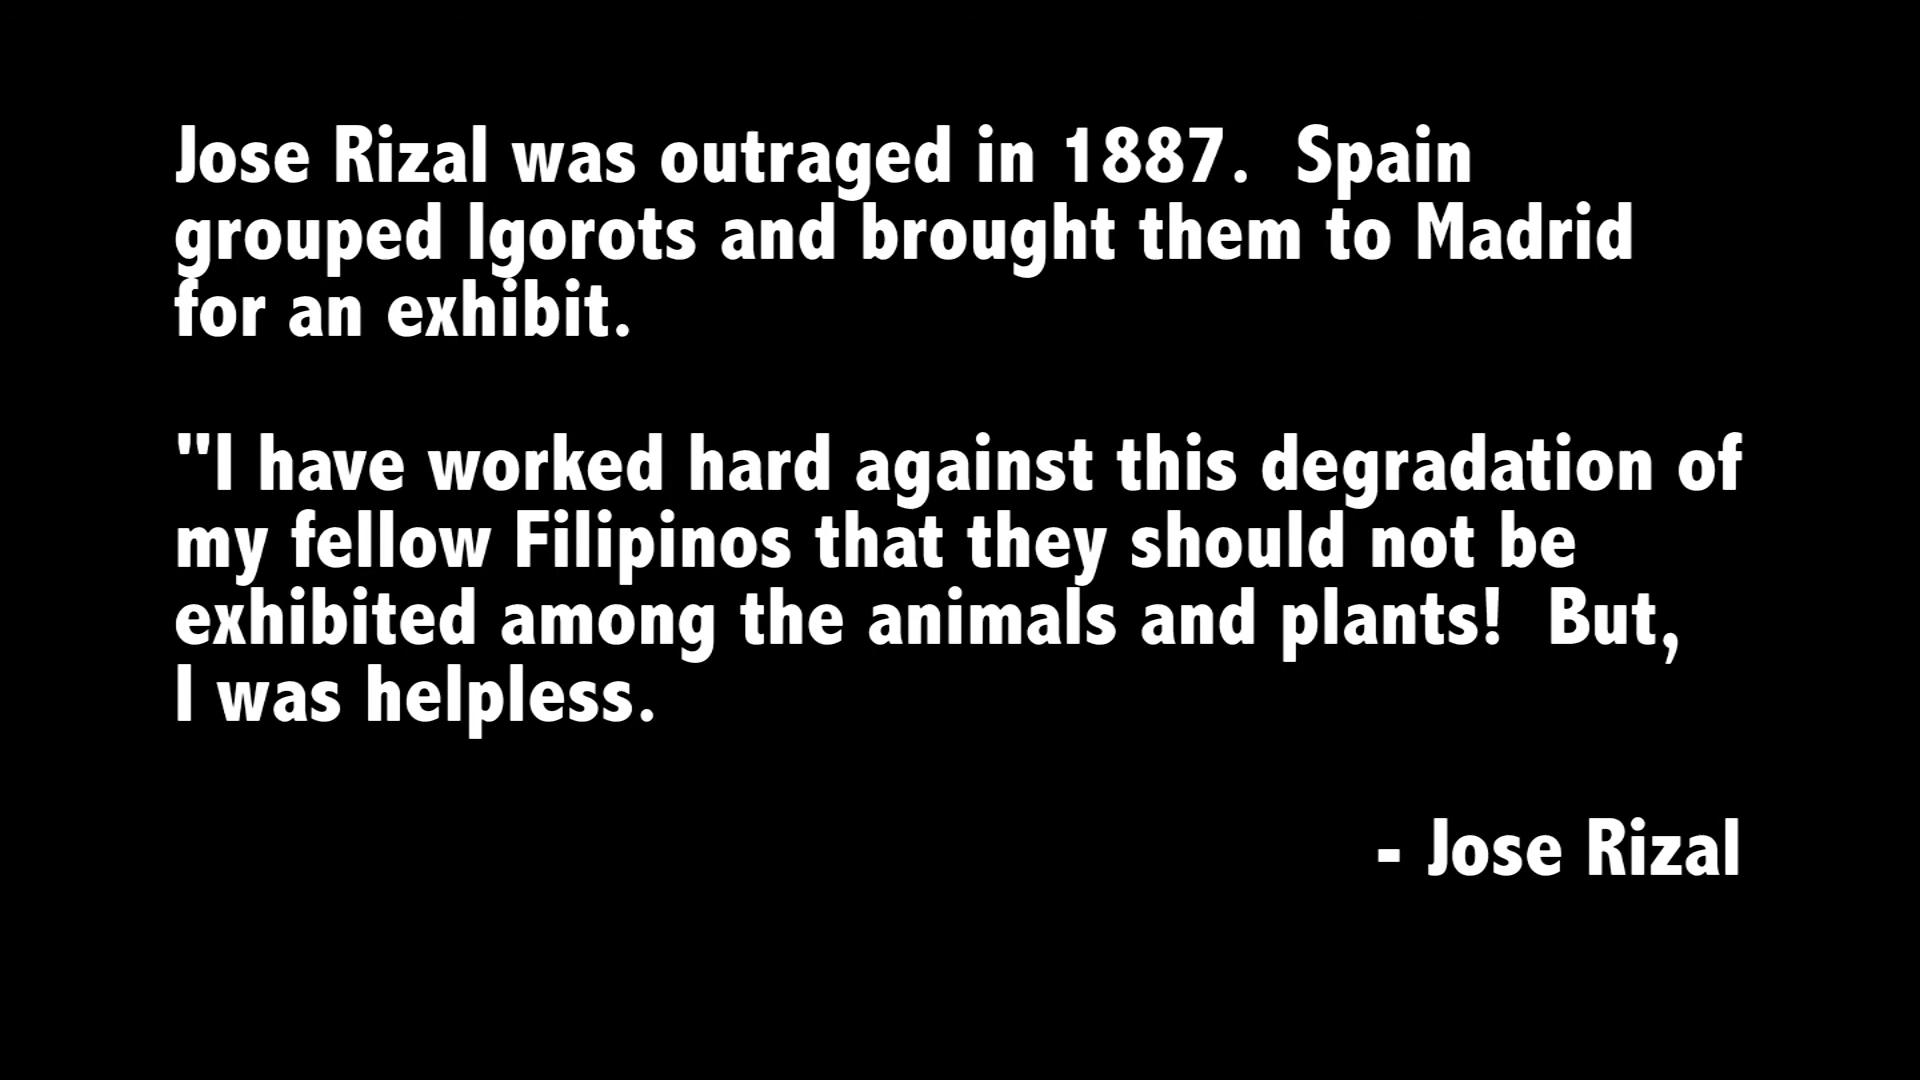 Jose Rizal was outraged in 1887.  Spain
grouped Igorots and brought them to Madrid
for an exhibit.
"I have worked hard against this degradation of
my fellow Filipinos that they should not be
exhibited among the animals and plants!  But,
I was helpless.
- Jose Rizal